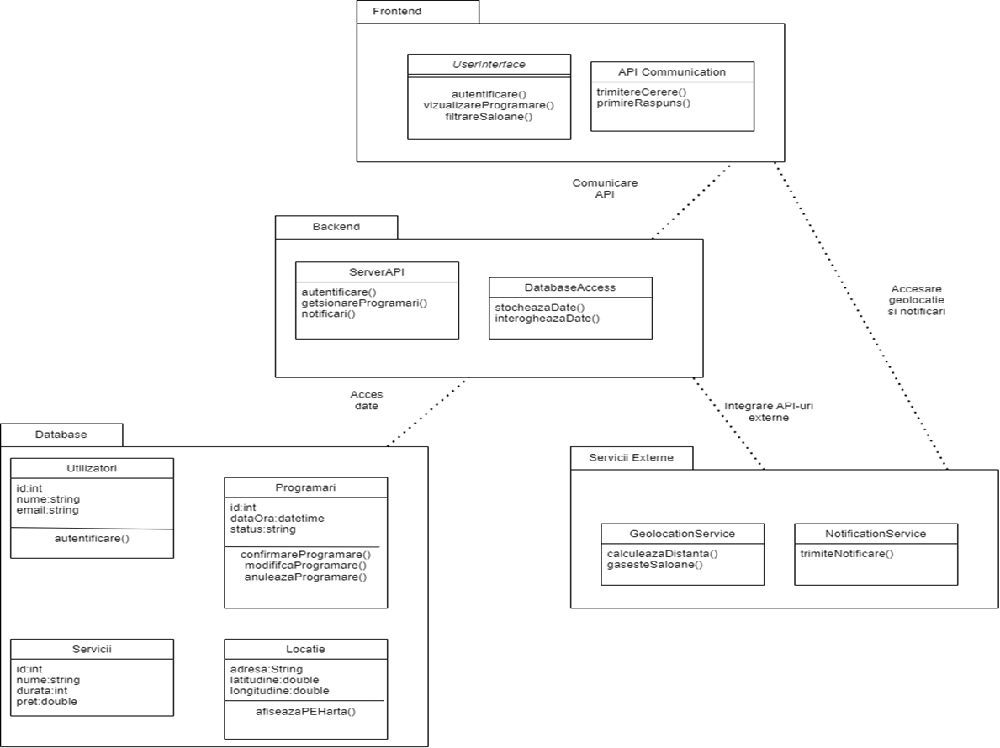 Frontend
UserInterface
autentificare()
vizualizareProgramare()
filtrareSaloane()
API Communication
trimitereCerere()
primireRaspuns()
Comunicare
API
Accesare
geolocatie
si notificari
Backend
ServerAPI
autentificare()
getsionareProgramari()
notificari()
DatabaseAccess
stocheazaDate()
interogheazaDate()
Acces
date
Integrare API-uri
externe
Database
Utilizatori
id:int
nume:string
email:string
autentificare()
Programari
id:int
dataOra:datetime
status:string
confirmareProgramare()
modififcaProgramare()
anuleazaProgramare()
Servicii
id:int
nume:string
durata:int
pret:double
Locatie
adresa:String
latitudine:double
longitudine:double
afiseazaPEHarta()
Servicii Externe
GeolocationService
calculeazaDistanta()
gasesteSaloane()
NotificationService
trimiteNotificare()